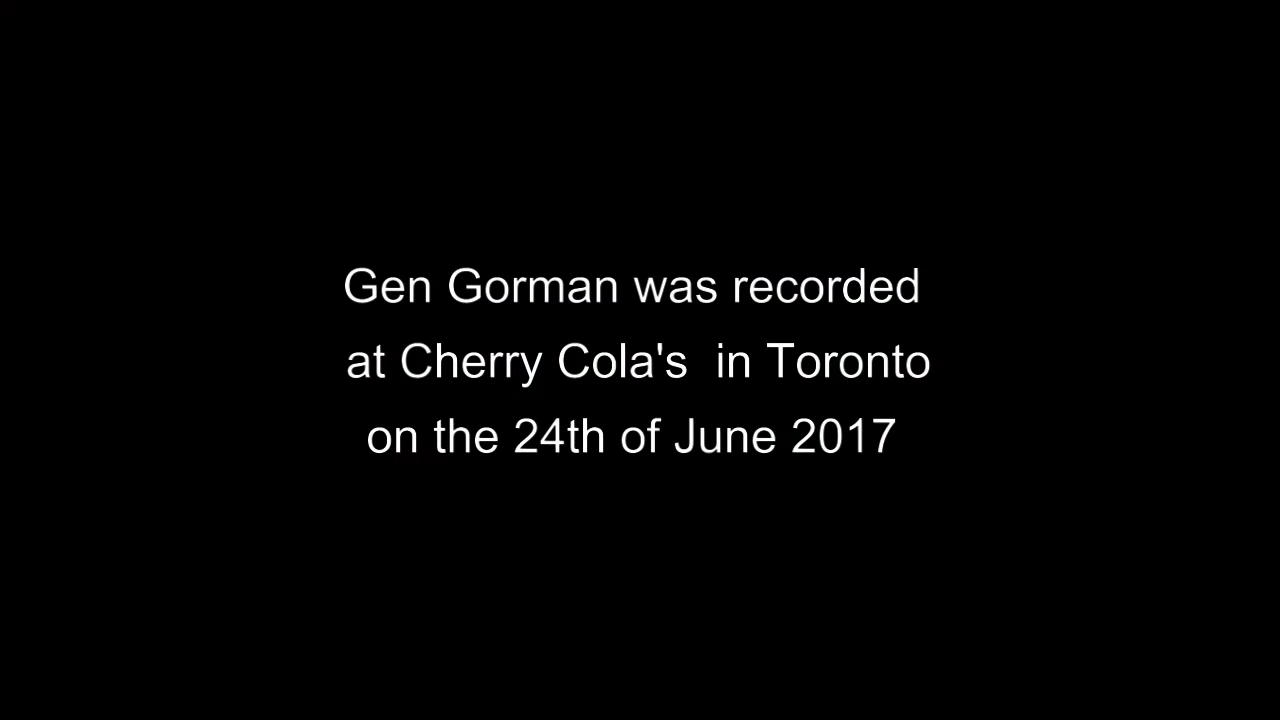 Gen Gorman was recorded
at Cherry Cola's  in Toronto
on the 24th of June 2017